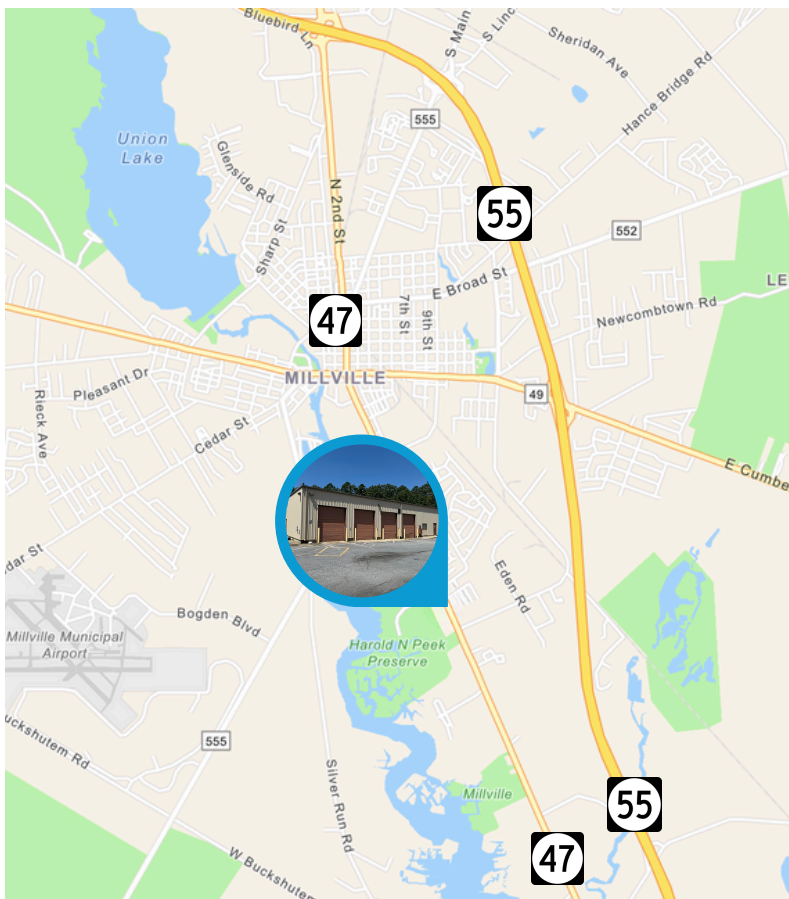 Bluebird Ln
S Main
S Linc
Sheridan Ave
Hance Bridge Rd
555
Union
Lake
Glenside Rd
N 2nd St
55
Sharp St
552
E Broad St
LE
47
7th St
9th St
Newcombtown Rd
MILLVILLE
Pleasant Dr
49
Rieck Ave
Cedar St
E Cumbe
dar St
Eden Rd
Bogden Blvd
Millville Municipal
Airport
Harold N Peek
Preserve
555
Buckshutem Rd
Silver Run Rd
Millville
55
47
W Buckshutem